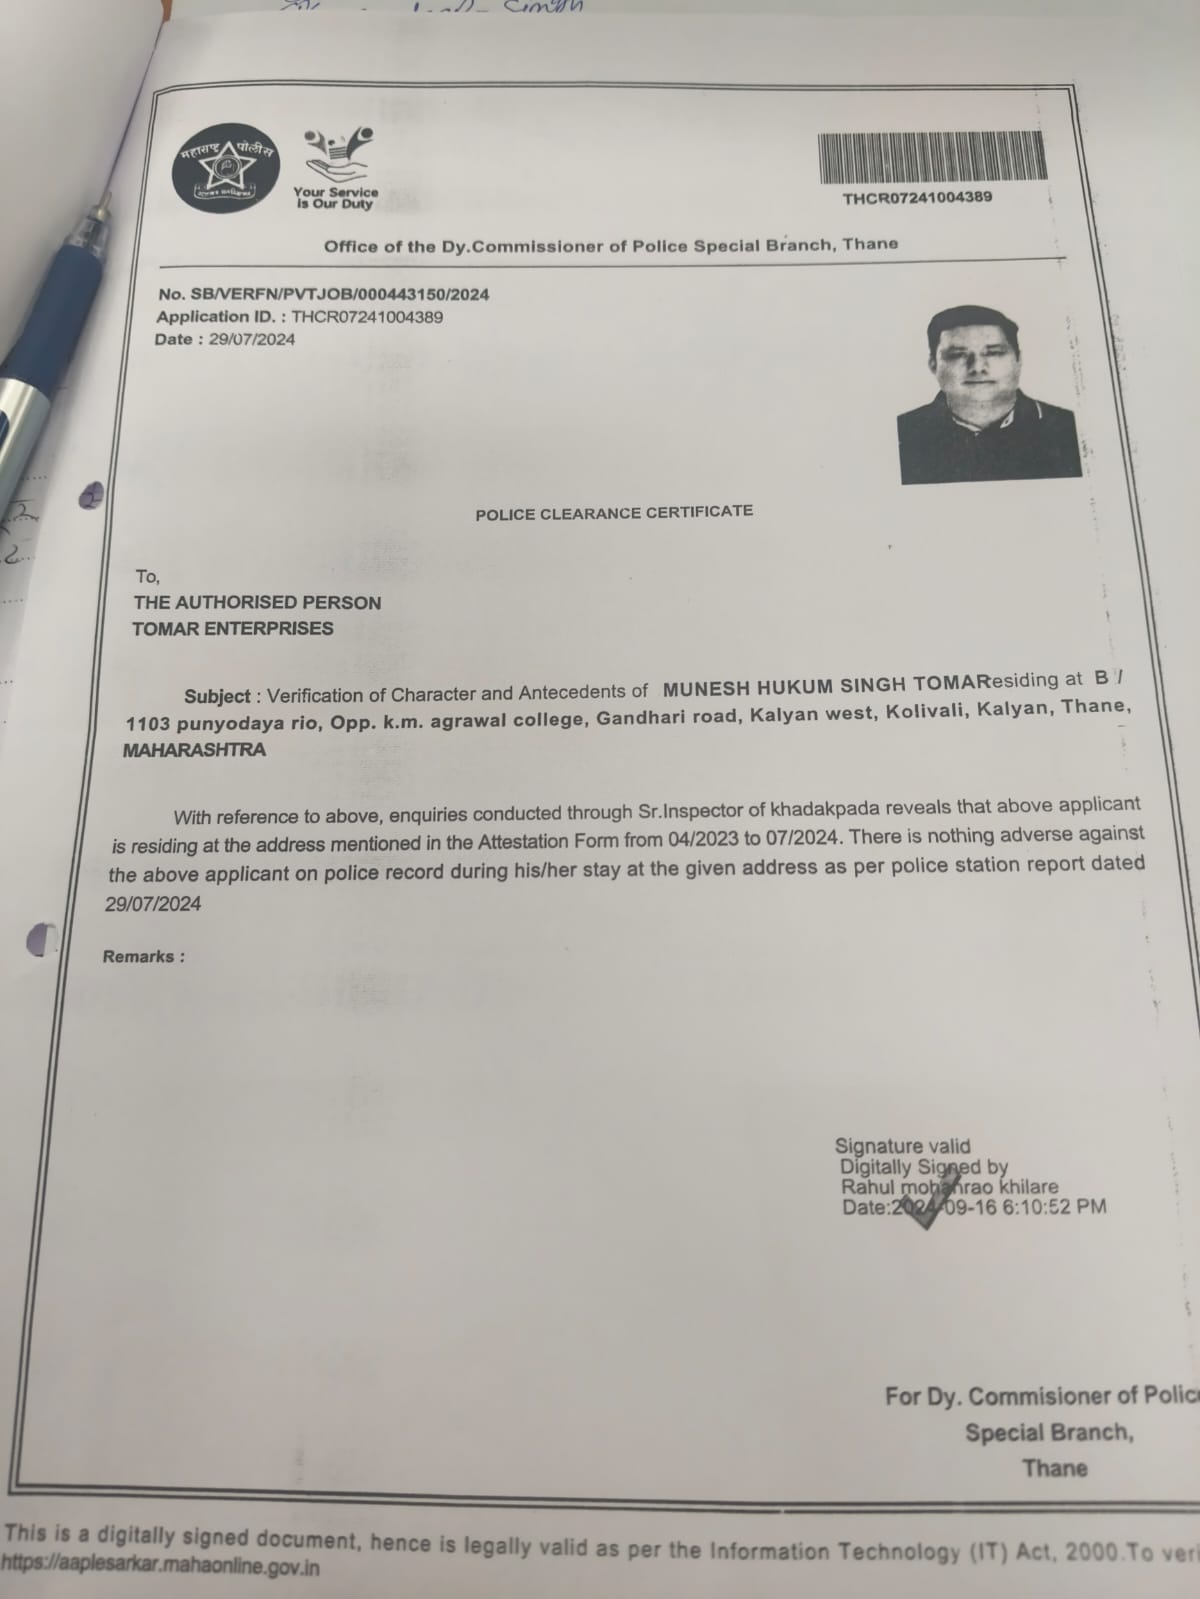 Singh
महाराष्ट्र पोलीस
Your Service
is Our Duty
THCR07241004389
Office of the Dy.Commissioner of Police Special Branch, Thane
No. SB/VERFN/PVTJOB/000443150/2024
Application ID. : THCR07241004389
Date : 29/07/2024
POLICE CLEARANCE CERTIFICATE
To,
THE AUTHORISED PERSON
TOMAR ENTERPRISES
Subject : Verification of Character and Antecedents of MUNESH HUKUM SINGH TOMAResiding at B /
1103 punyodaya rio, Opp. k.m. agrawal college, Gandhari road, Kalyan west, Kolivali, Kalyan, Thane,
MAHARASHTRA
With reference to above, enquiries conducted through Sr.Inspector of khadakpada reveals that above applicant
is residing at the address mentioned in the Attestation Form from 04/2023 to 07/2024. There is nothing adverse against
the above applicant on police record during his/her stay at the given address as per police station report dated
29/07/2024
Remarks :
Signature valid
Digitally Signed by
Rahul mohanrao khilare
Date:2024-09-16 6:10:52 PM
For Dy. Commisioner of Polic
Special Branch,
Thane
This is a digitally signed document, hence is legally valid as per the Information Technology (IT) Act, 2000.To veri
https://aaplesarkar.mahaonline.gov.in